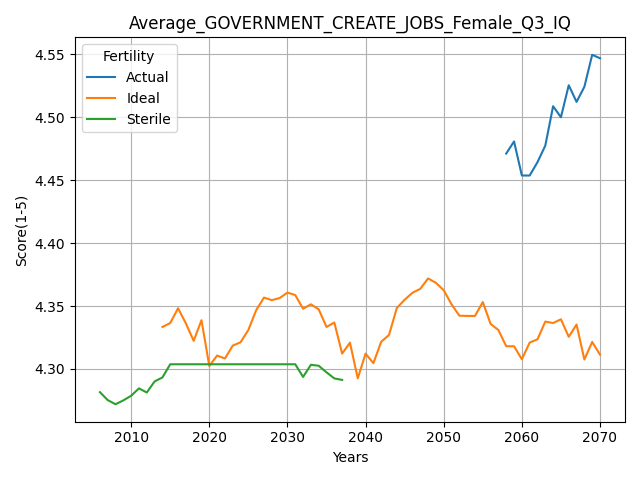 Average_GOVERNMENT_CREATE_JOBS_Female_Q3_IQ
Fertility
Actual
Ideal
Sterile
4.55
4.50
4.45
4.40
4.35
4.30
Score(1-5)
2010 2020 2030 2040 2050 2060 2070
Years